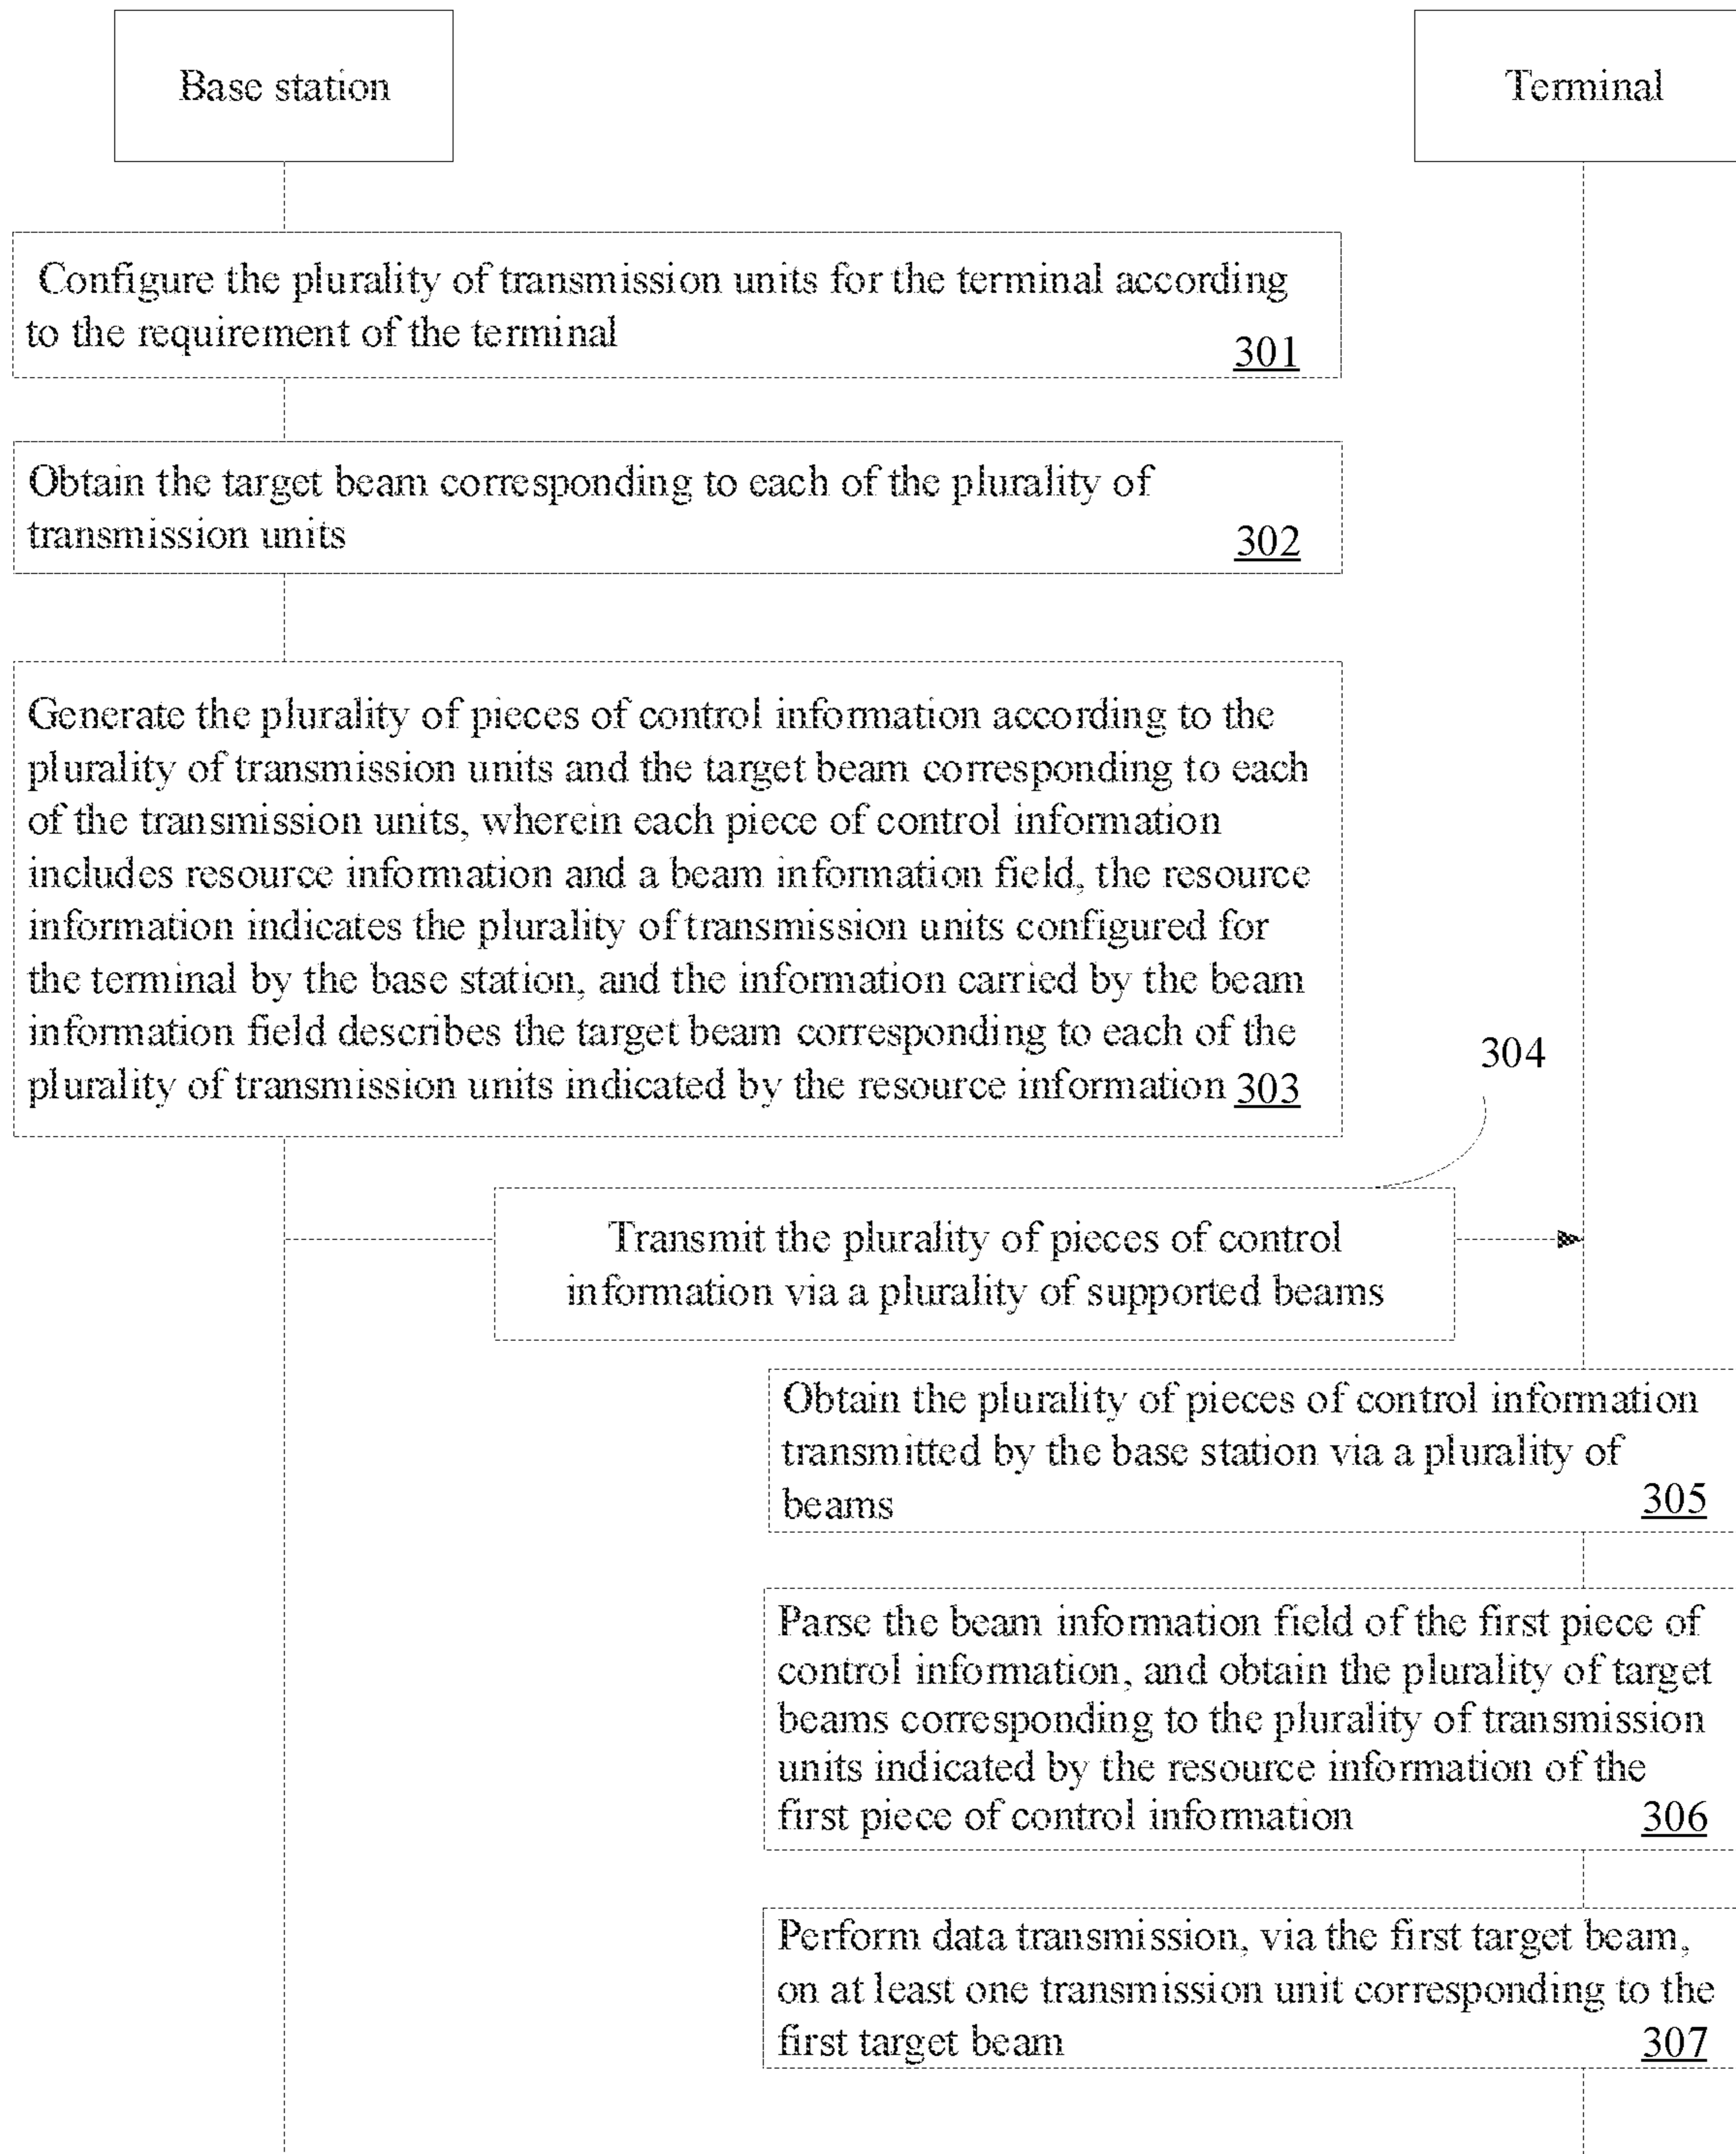 Base station
Terminal
Configure the plurality of transmission units for the terminal according
to the requirement of the terminal
301
Obtain the target beam corresponding to each of the plurality of
transmission units
302
Generate the plurality of pieces of control information according to the
plurality of transmission units and the target beam corresponding to each
of the transmission units, wherein each piece of control information
includes resource information and a beam information field, the resource
information indicates the plurality of transmission units configured for
the terminal by the base station, and the information carried by the beam
information field describes the target beam corresponding to each of the
plurality of transmission units indicated by the resource information 303
304
Transmit the plurality of pieces of control
information via a plurality of supported beams
Obtain the plurality of pieces of control information
transmitted by the base station via a plurality of
beams
305
Parse the beam information field of the first piece of
control information, and obtain the plurality of target
beams corresponding to the plurality of transmission
units indicated by the resource information of the
first piece of control information
306
Perform data transmission, via the first target beam,
on at least one transmission unit corresponding to the
first target beam
307